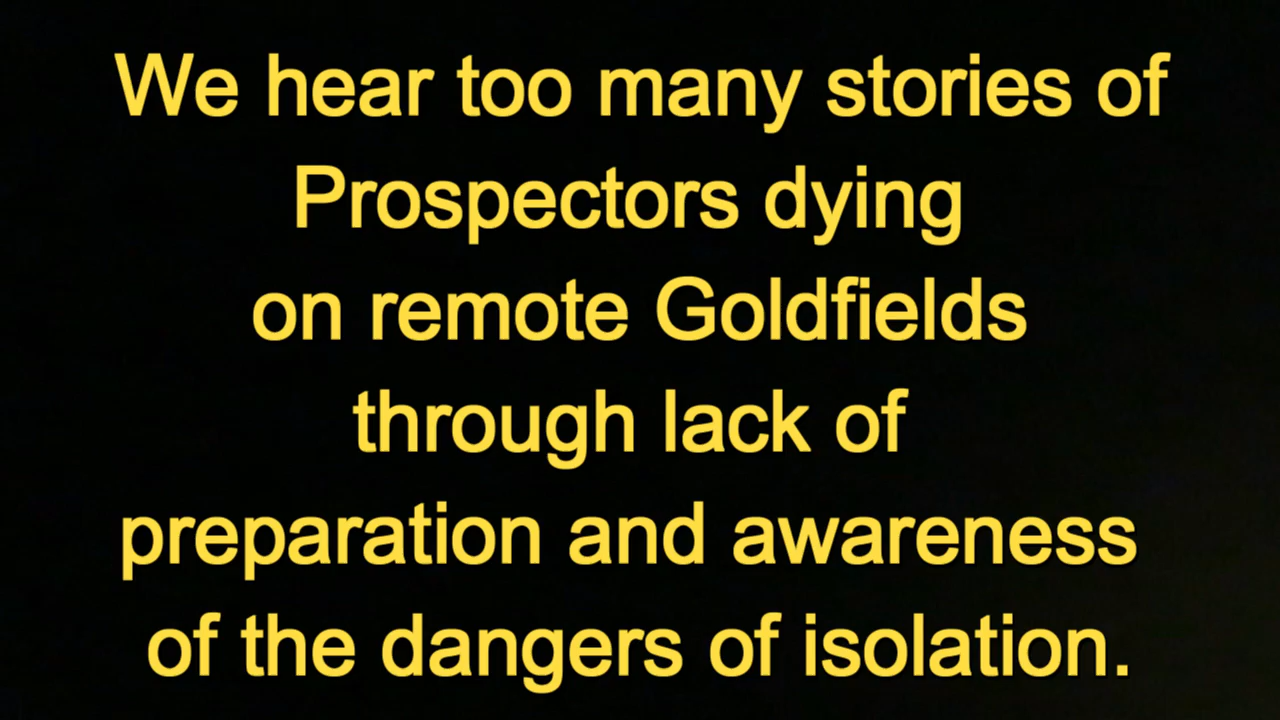 We hear too many stories of
Prospectors dying
on remote Goldfields
through lack of
preparation and awareness
of the dangers of isolation.